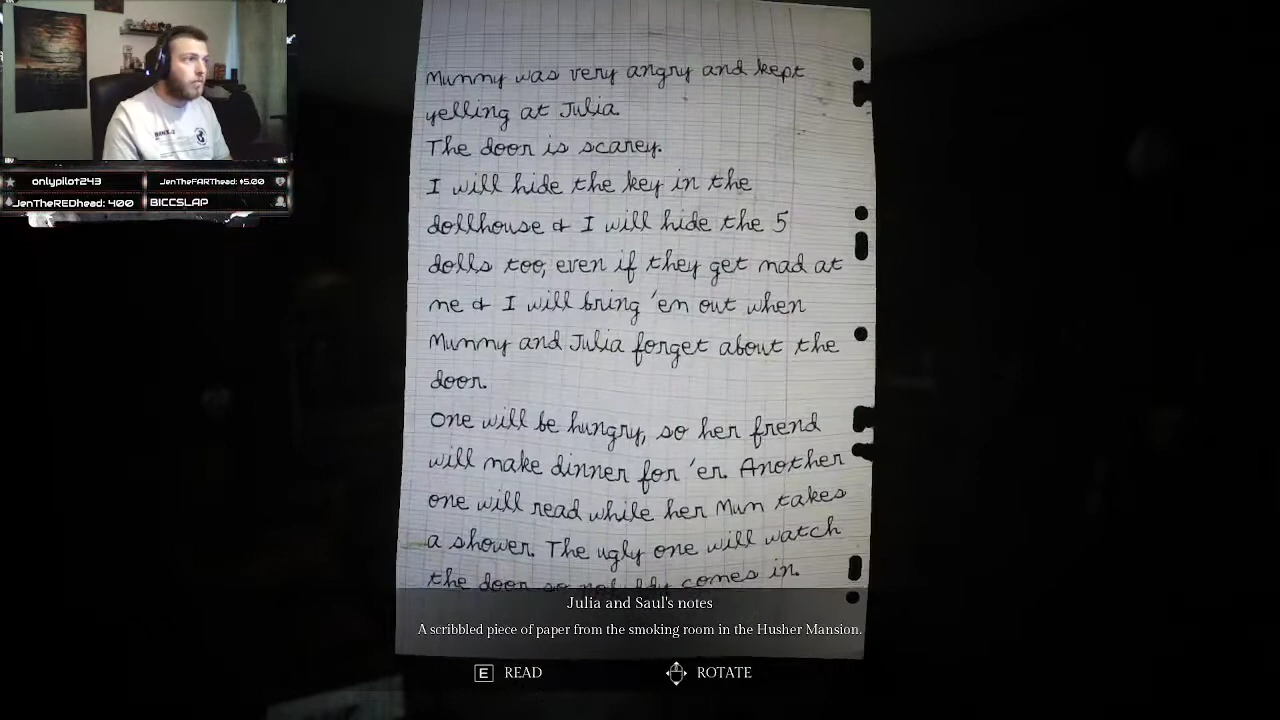 onlypilot243
JenTheFARThead: $5.00
JenTheREDhead: 400
BICCSLAP
Mummy was very angry and kept
yelling at Julia.
The door is scarey.
I will hide the key in the
dollhouse & I will hide the 5
dolls too, even if they get mad at
me & I will bring 'em out when
Mummy and Julia forget about the
door.
One will be hungry, so her frend
will make dinner for 'er. Another
one will read while her Mum takes
a shower. The ugly one will watch
the door so nobody comes in.
Julia and Saul's notes
A scribbled piece of paper from the smoking room in the Husher Mansion.
E READ
ROTATE